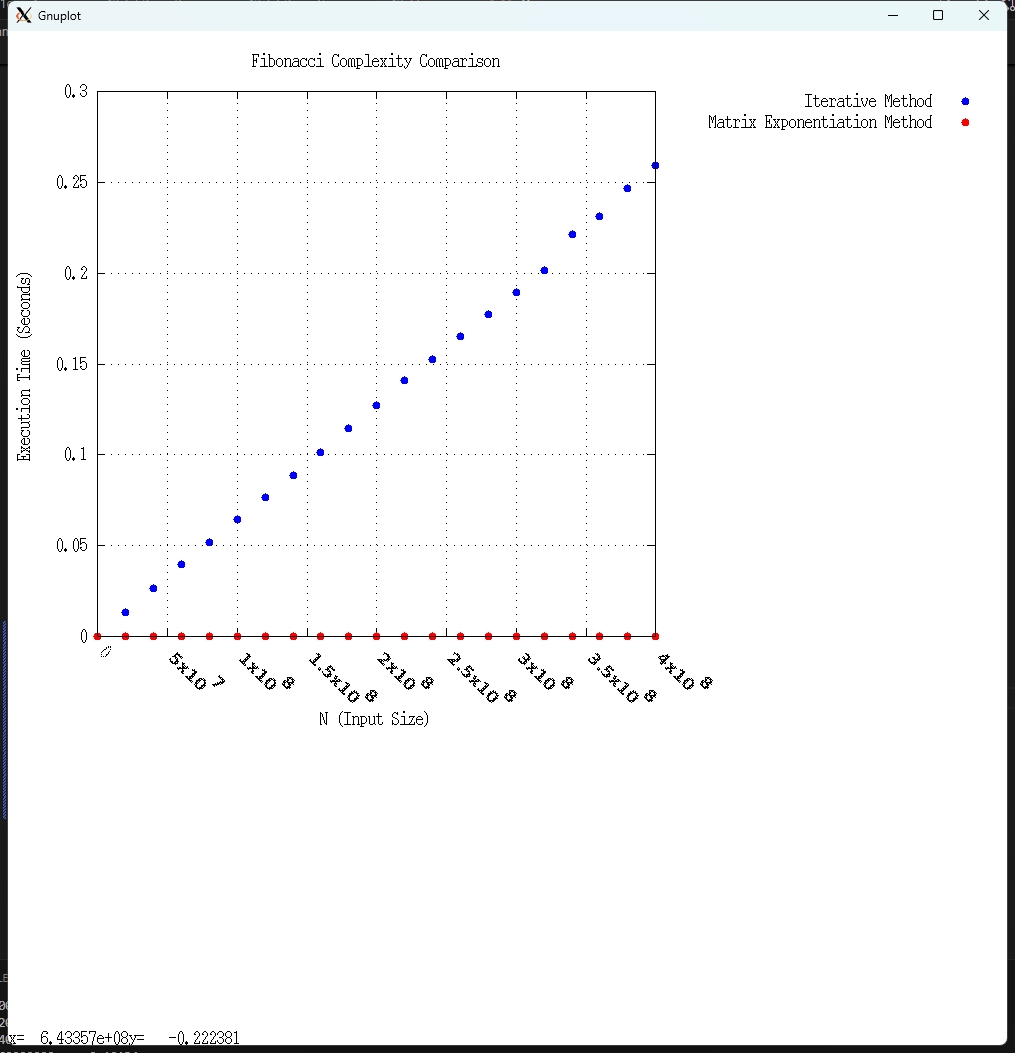 Gnuplot
Fibonacci Complexity Comparison
Iterative Method
Matrix Exponentiation Method
0.3
0.25
0.2
0.15
0.1
0.05
0
Execution Time (Seconds)
0
5x10 7
1x10 8
1.5x10 8
2x10 8
2.5x10 8
3x10 8
3.5x10 8
4x10 8
N (Input Size)
x= 6.43357e+08y= -0.222381